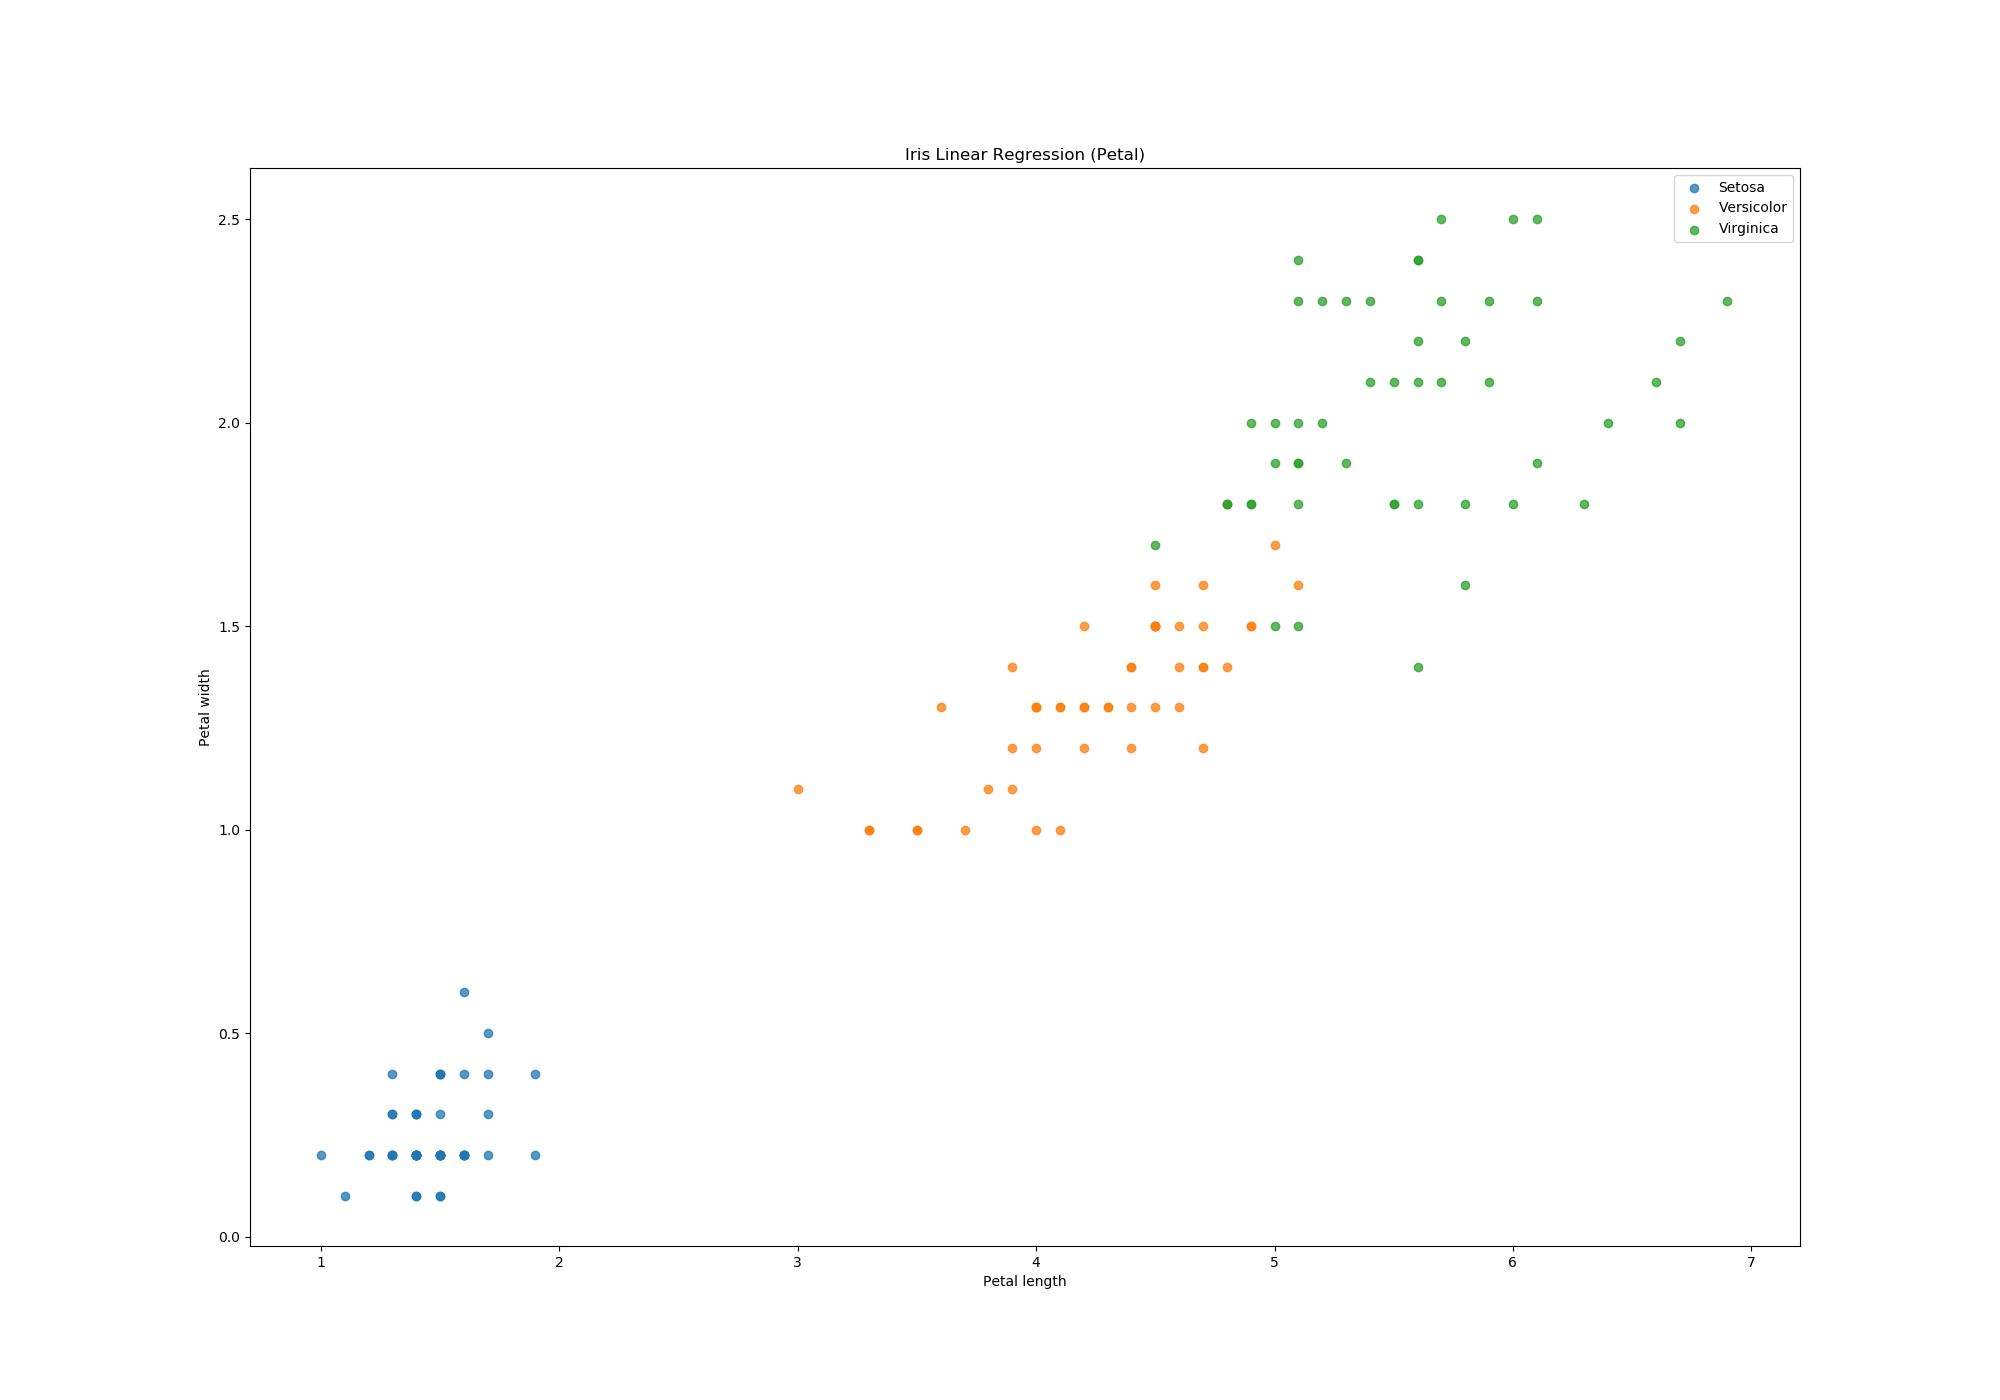 Iris Linear Regression (Petal)
Setosa
Versicolor
Virginica
2.5
2.0
1.5
1.0
0.5
0.0
Petal width
1 2 3 4 5 6 7
Petal length